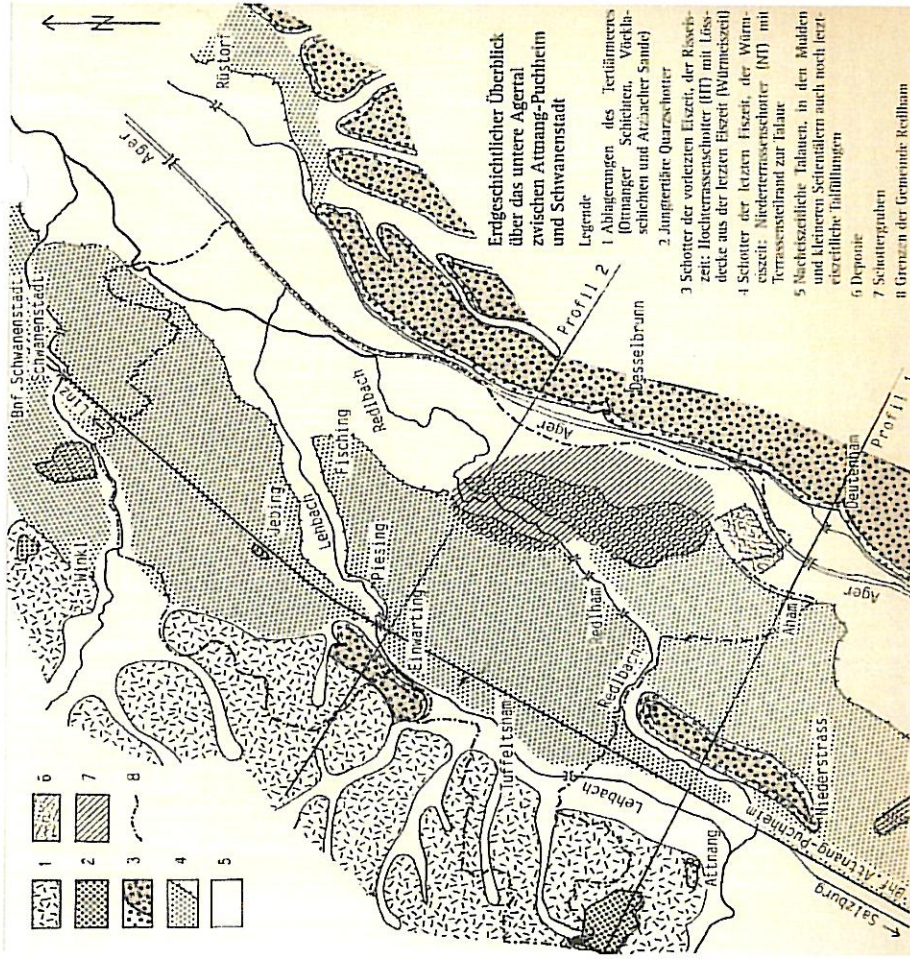 N
1
2
3
4
5
6
7
8
Rüstorf
Ager
Bhf Schwanenstadt
Schwanenstadt
Linz
Winkl
Jebing
Lehbach
Fisching
Piesing
Redlbach
Einwarting
Tuffeltsham
Redlham
Redlbach
Desselbrunn
Profil 2
Ager
Aham
Deutenham
Profil
Ager
Lehbach
Attnang
Niederstrass
Bhf. Attnang-Puchheim
Salzburg
Erdgeschichtlicher Überblick
über das untere Agertal
zwischen Attnang-Puchheim
und Schwanenstadt
Legende
1 Ablagerungen des Tertiärmeeres
(Ottnanger Schichten, Vöckla-
schichten und Atzbacher Sande)
2 Jungtertiäre Quarzschotter
3 Schotter der vorletzten Eiszeit, der Risseis-
zeit: Hochterrassenschotter (HT) mit Löss-
decke aus der letzten Eiszeit (Würmeiszeit)
4 Schotter der letzten Eiszeit, der Würm-
eiszeit: Niederterrassenschotter (NT) mit
Terrassensteilrand zur Talaue
5 Nacheiszeitliche Talauen, in den Mulden
und kleineren Seitentälern auch noch letzt-
eiszeitliche Talfüllungen
6 Deponie
7 Schottergruben
8 Grenzen der Gemeinde Redlham